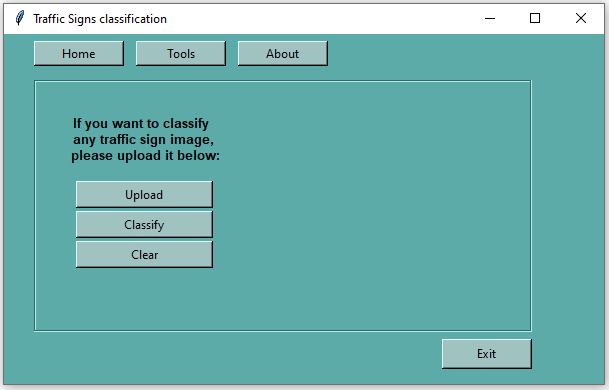 Traffic Signs classification
Home Tools About
If you want to classify
any traffic sign image,
please upload it below:
Upload
Classify
Clear
Exit